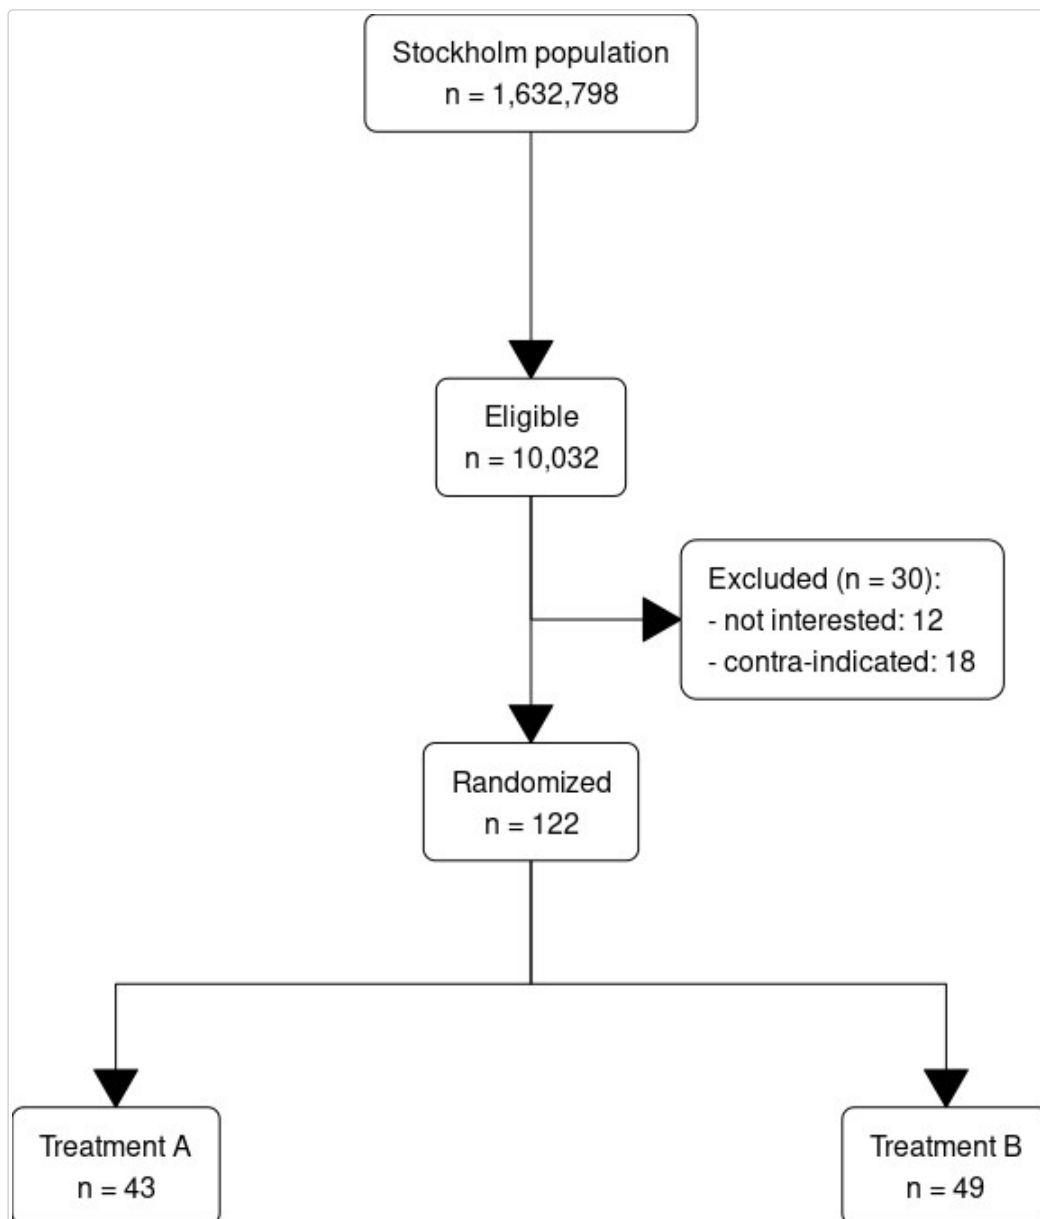 Stockholm population
n = 1,632,798
Eligible
n = 10,032
Excluded (n = 30):
- not interested: 12
- contra-indicated: 18
Randomized
n = 122
Treatment A
n = 43
Treatment B
n = 49